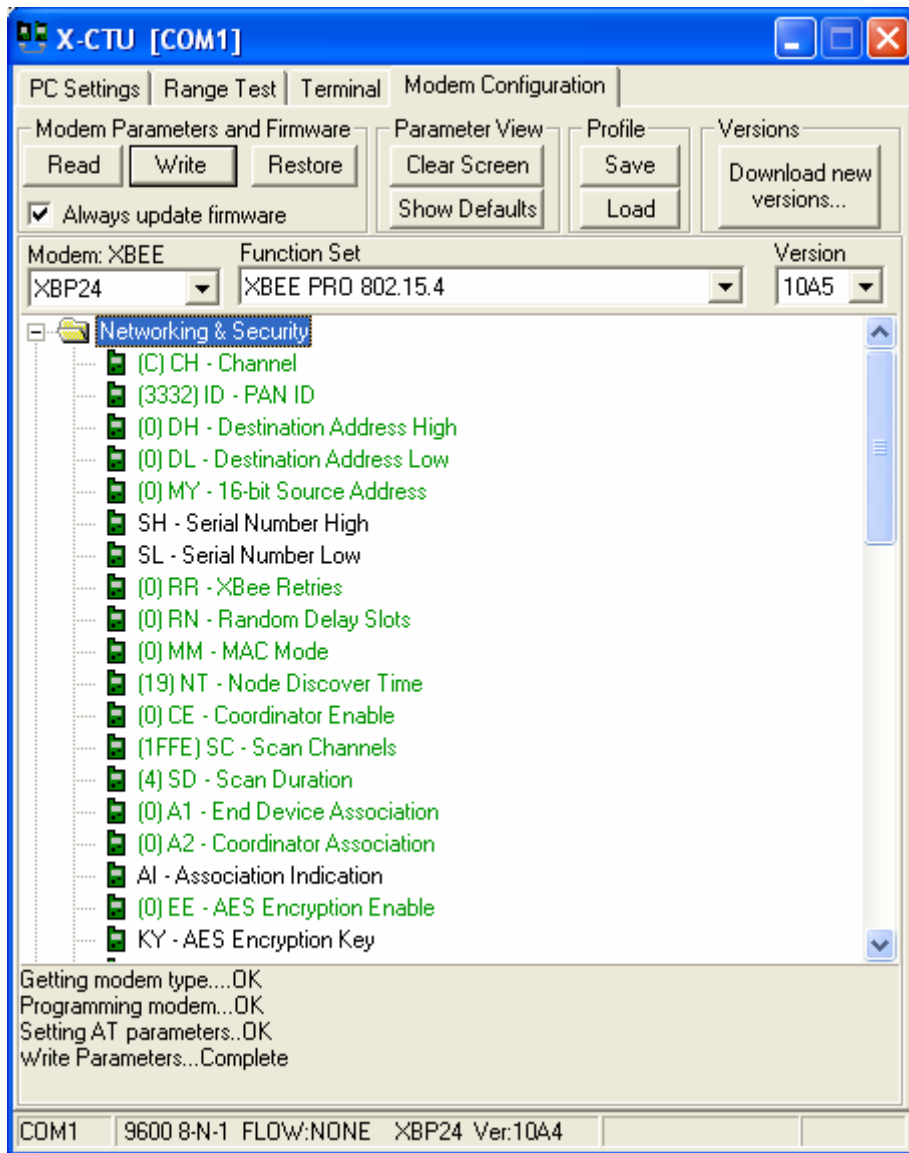 X-CTU [COM1]
PC Settings Range Test Terminal Modem Configuration
Modem Parameters and Firmware Parameter View Profile Versions
Read Write Restore Clear Screen Save Download new versions...
Always update firmware Show Defaults Load
Modem: XBEE Function Set Version
XBP24 XBEE PRO 802.15.4 10A5
Networking & Security
(C) CH - Channel
(3332) ID - PAN ID
(0) DH - Destination Address High
(0) DL - Destination Address Low
(0) MY - 16-bit Source Address
SH - Serial Number High
SL - Serial Number Low
(0) RR - XBee Retries
(0) RN - Random Delay Slots
(0) MM - MAC Mode
(19) NT - Node Discover Time
(0) CE - Coordinator Enable
(1FFE) SC - Scan Channels
(4) SD - Scan Duration
(0) A1 - End Device Association
(0) A2 - Coordinator Association
AI - Association Indication
(0) EE - AES Encryption Enable
KY - AES Encryption Key
Getting modem type....OK
Programming modem...OK
Setting AT parameters..OK
Write Parameters...Complete
COM1 9600 8-N-1 FLOW:NONE XBP24 Ver:10A4